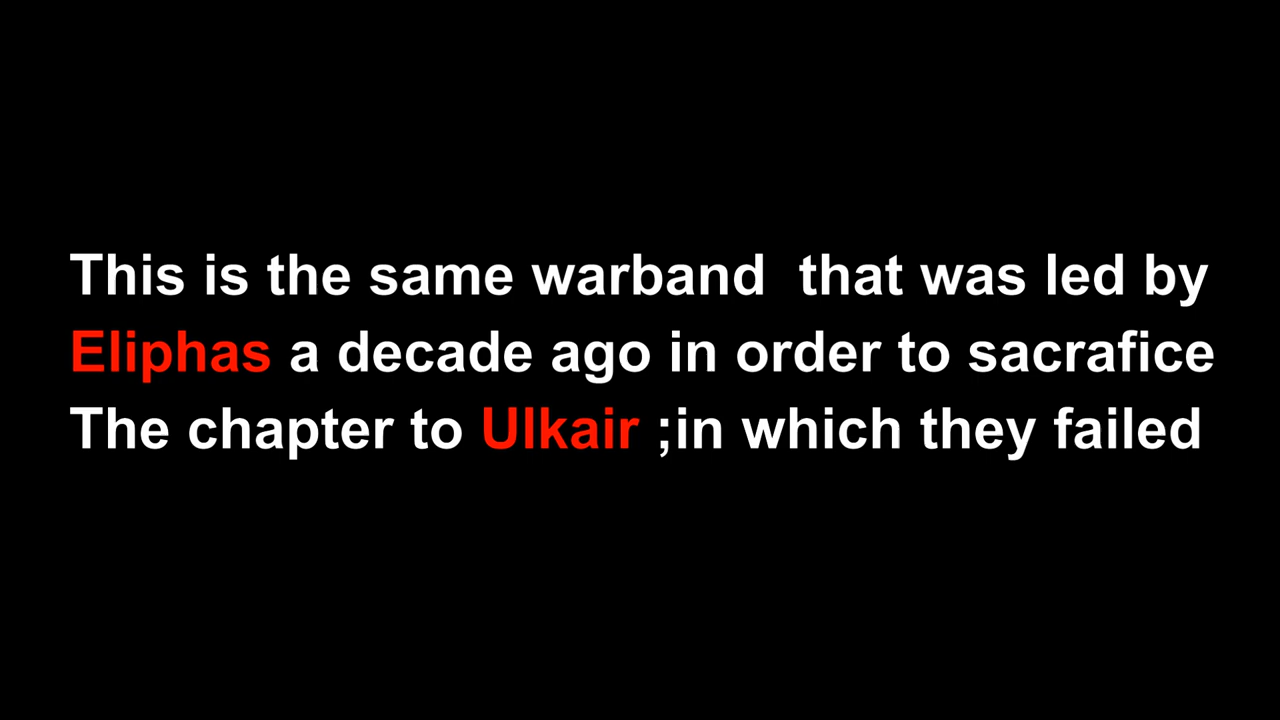 This is the same warband  that was led by
Eliphas a decade ago in order to sacrafice
The chapter to Ulkair ;in which they failed